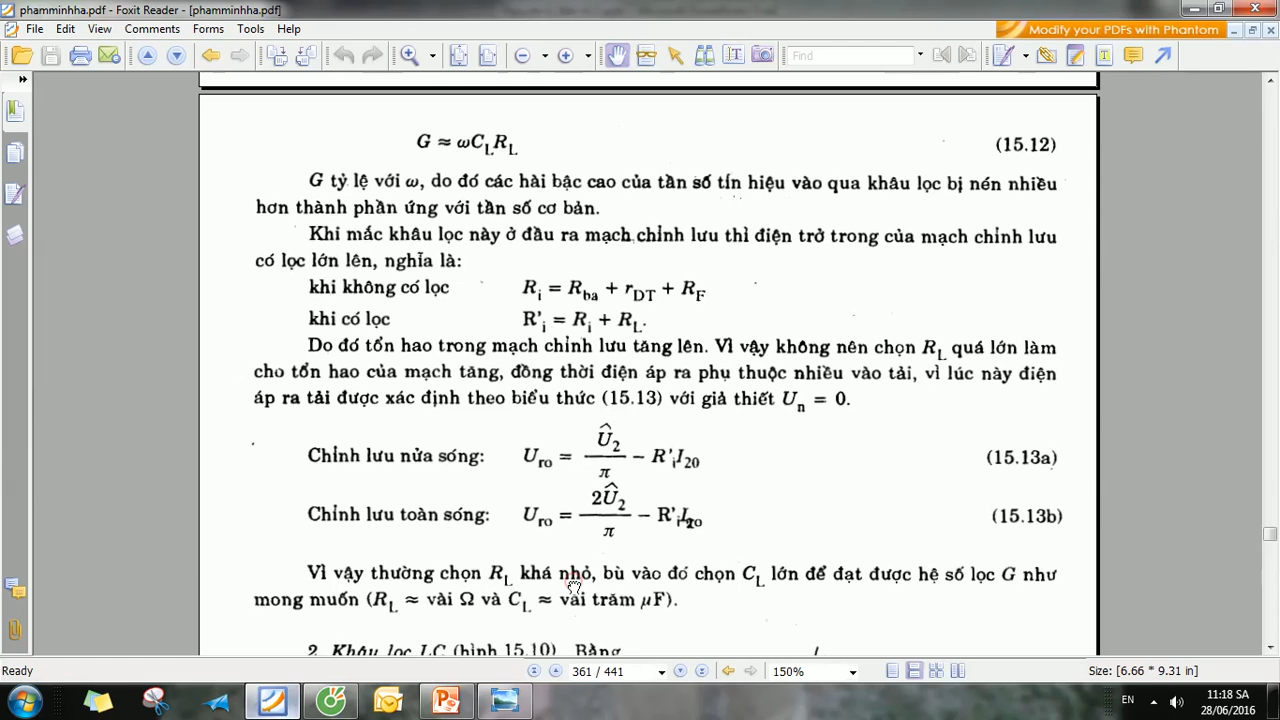 phamminhha.pdf - Foxit Reader - [phamminhha.pdf]
File Edit View Comments Forms Tools Help
Modify your PDFs with Phantom
Find
G ≈ ωC_L R_L (15.12)
G tỷ lệ với ω, do đó các hài bậc cao của tần số tín hiệu vào qua khâu lọc bị nén nhiều
hơn thành phần ứng với tần số cơ bản.
Khi mắc khâu lọc này ở đầu ra mạch chỉnh lưu thì điện trở trong của mạch chỉnh lưu
có lọc lớn lên, nghĩa là:
khi không có lọc R_i = R_ba + r_DT + R_F
khi có lọc R'_i = R_i + R_L.
Do đó tổn hao trong mạch chỉnh lưu tăng lên. Vì vậy không nên chọn R_L quá lớn làm
cho tổn hao của mạch tăng, đồng thời điện áp ra phụ thuộc nhiều vào tải, vì lúc này điện
áp ra tải được xác định theo biểu thức (15.13) với giả thiết U_n = 0.
Chỉnh lưu nửa sóng: U_ro = Û_2/π − R'_i I_20 (15.13a)
Chỉnh lưu toàn sóng: U_ro = 2Û_2/π − R'_i I_20 (15.13b)
Vì vậy thường chọn R_L khá nhỏ, bù vào đó chọn C_L lớn để đạt được hệ số lọc G như
mong muốn (R_L ≈ vài Ω và C_L ≈ vài trăm μF).
2. Khâu lọc LC (hình 15.10) Bằng
Ready 361 / 441 150% Size: [6.66 * 9.31 in]
EN 11:18 SA
28/06/2016